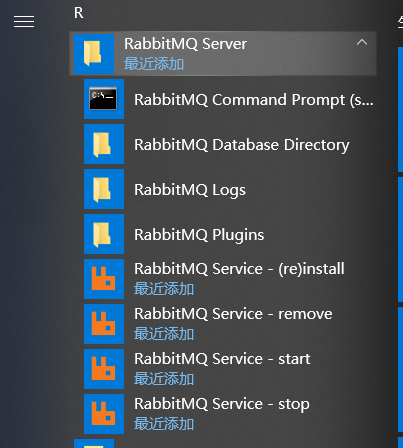 R
RabbitMQ Server
最近添加
RabbitMQ Command Prompt (s...
RabbitMQ Database Directory
RabbitMQ Logs
RabbitMQ Plugins
RabbitMQ Service - (re)install
最近添加
RabbitMQ Service - remove
最近添加
RabbitMQ Service - start
最近添加
RabbitMQ Service - stop
最近添加